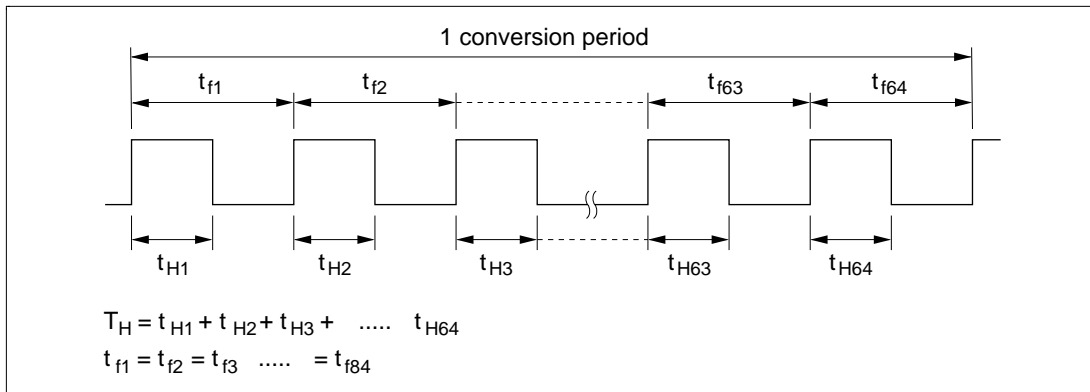 1 conversion period
tf1 tf2 tf63 tf64
tH1 tH2 tH3 tH63 tH64
TH = tH1 + tH2 + tH3 + ..... tH64
tf1 = tf2 = tf3 ..... = tf84